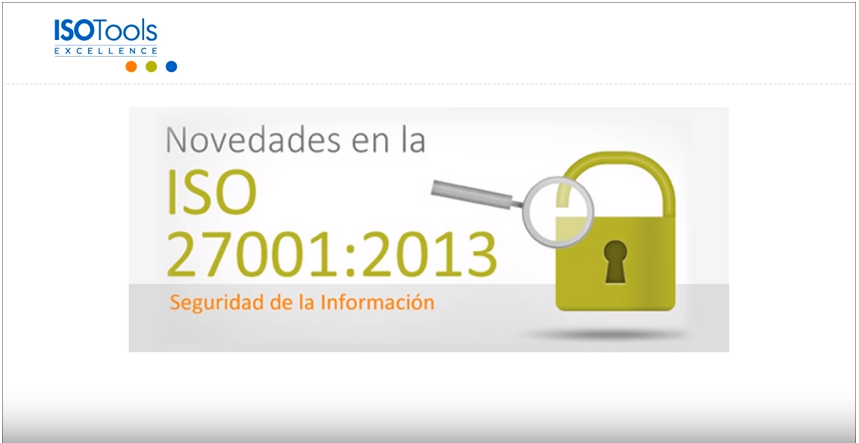 ISOTools
EXCELLENCE
Novedades en la
ISO
27001:2013
Seguridad de la Información